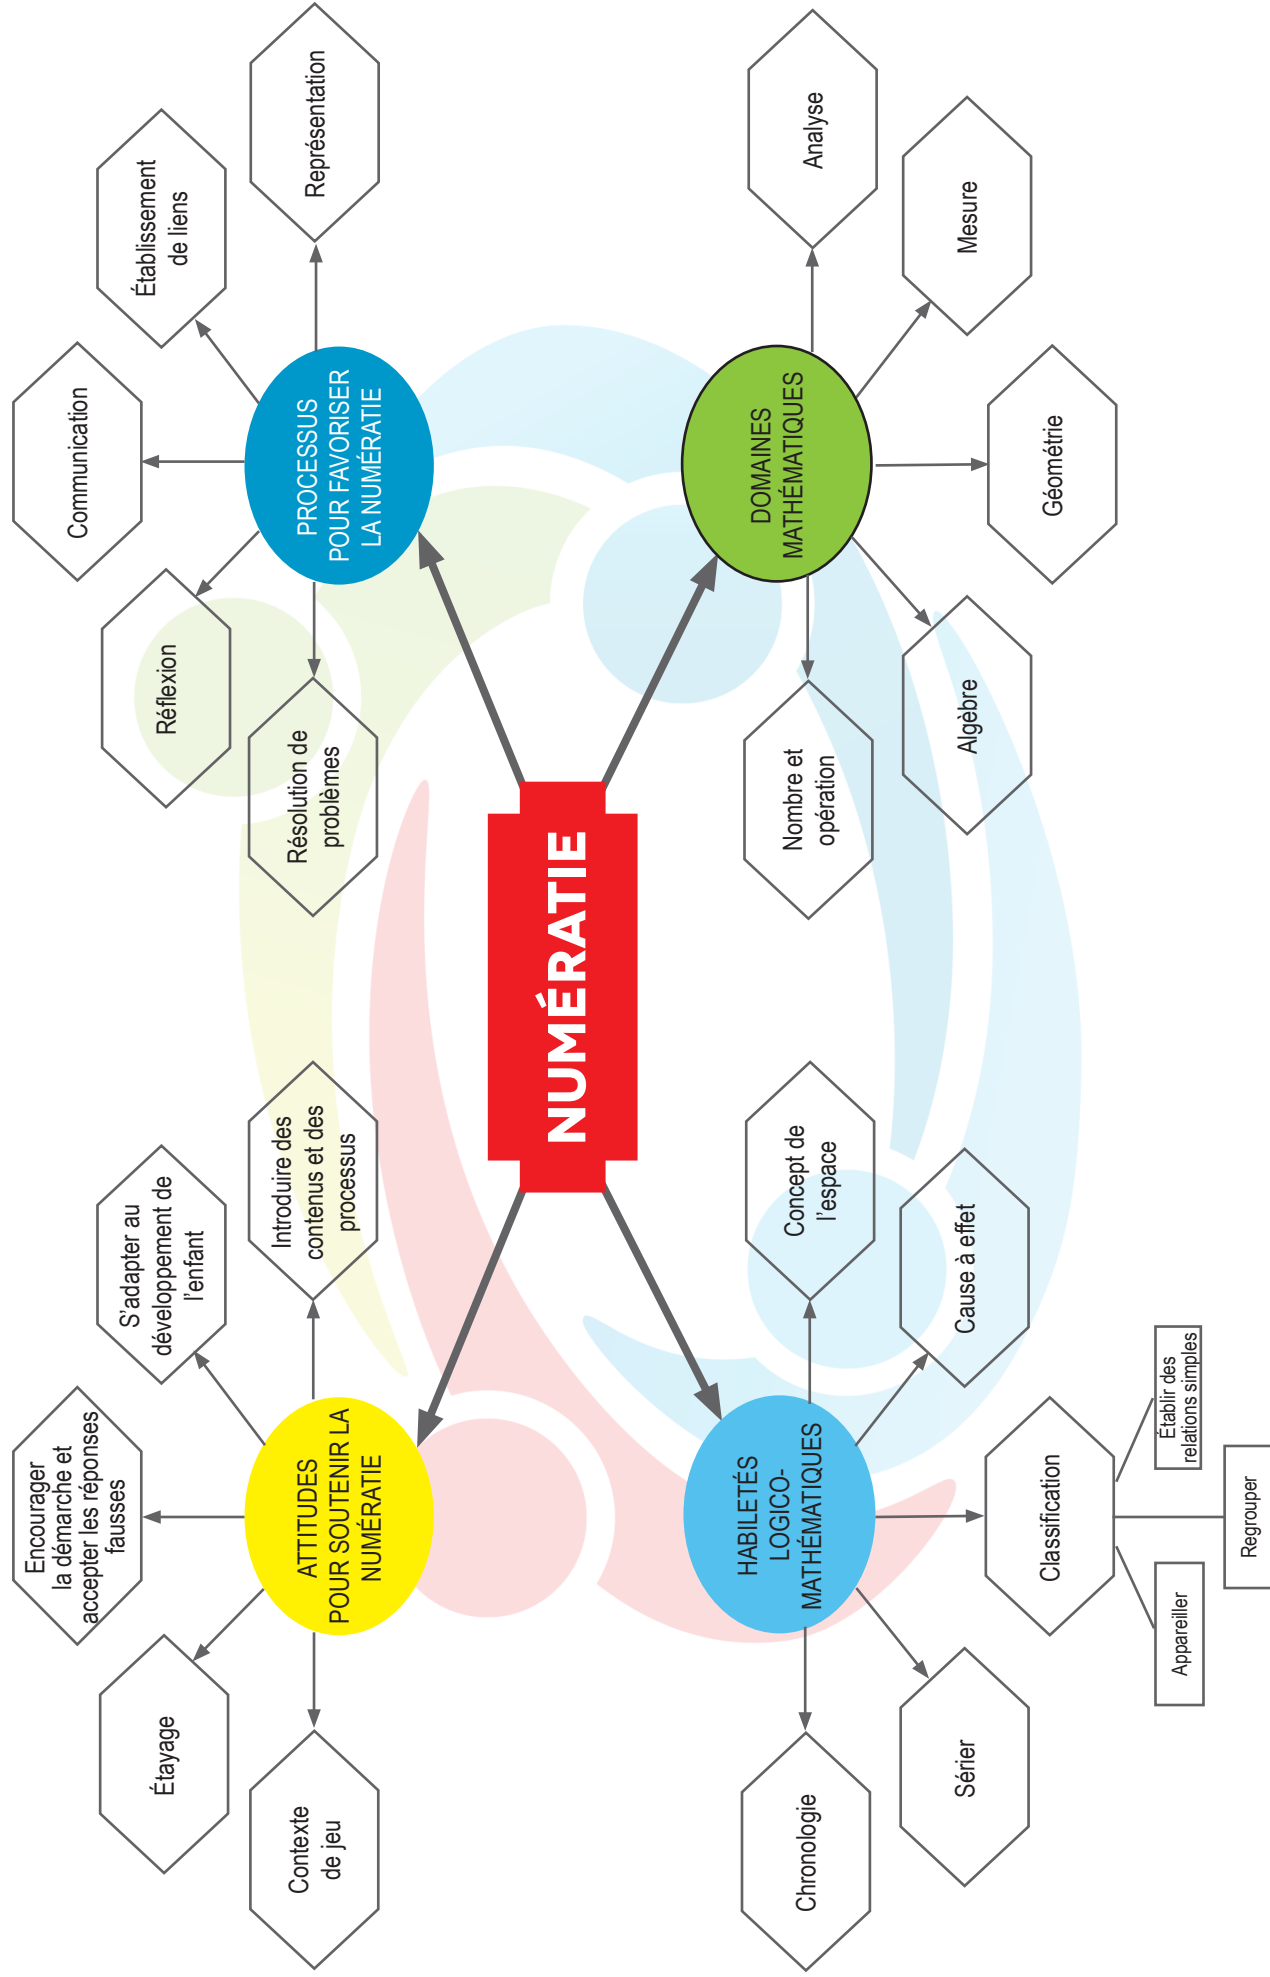 NUMÉRATIE
ATTITUDES
POUR SOUTENIR LA
NUMÉRATIE
Contexte
de jeu
Étayage
Encourager
la démarche et
accepter les réponses
fausses
S'adapter au
développement de
l'enfant
Introduire des
contenus et des
processus
PROCESSUS
POUR FAVORISER
LA NUMÉRATIE
Résolution de
problèmes
Réflexion
Communication
Établissement
de liens
Représentation
HABILETÉS
LOGICO-
MATHÉMATIQUES
Chronologie
Sérier
Classification
Appareiller
Regrouper
Établir des
relations simples
Cause à effet
Concept de
l'espace
DOMAINES
MATHÉMATIQUES
Nombre et
opération
Algèbre
Géométrie
Mesure
Analyse